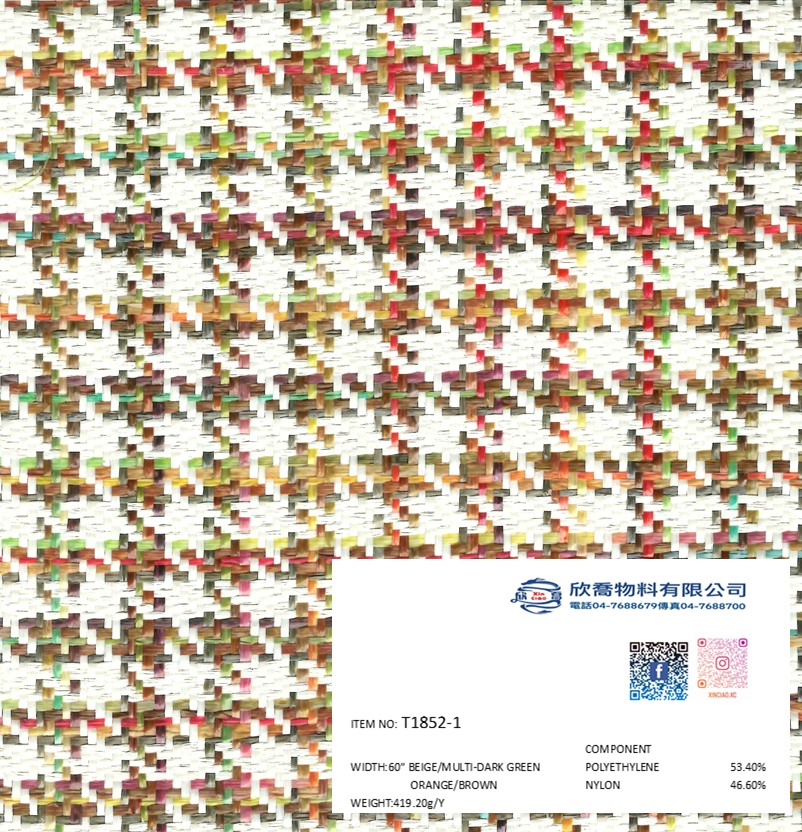 欣 Xin Ciao 喬
欣喬物料有限公司
電話04-7688679傳真04-7688700
XINCIAO.XC
ITEM NO: T1852-1
COMPONENT
WIDTH:60" BEIGE/MULTI-DARK GREEN POLYETHYLENE 53.40%
ORANGE/BROWN NYLON 46.60%
WEIGHT:419.20g/Y